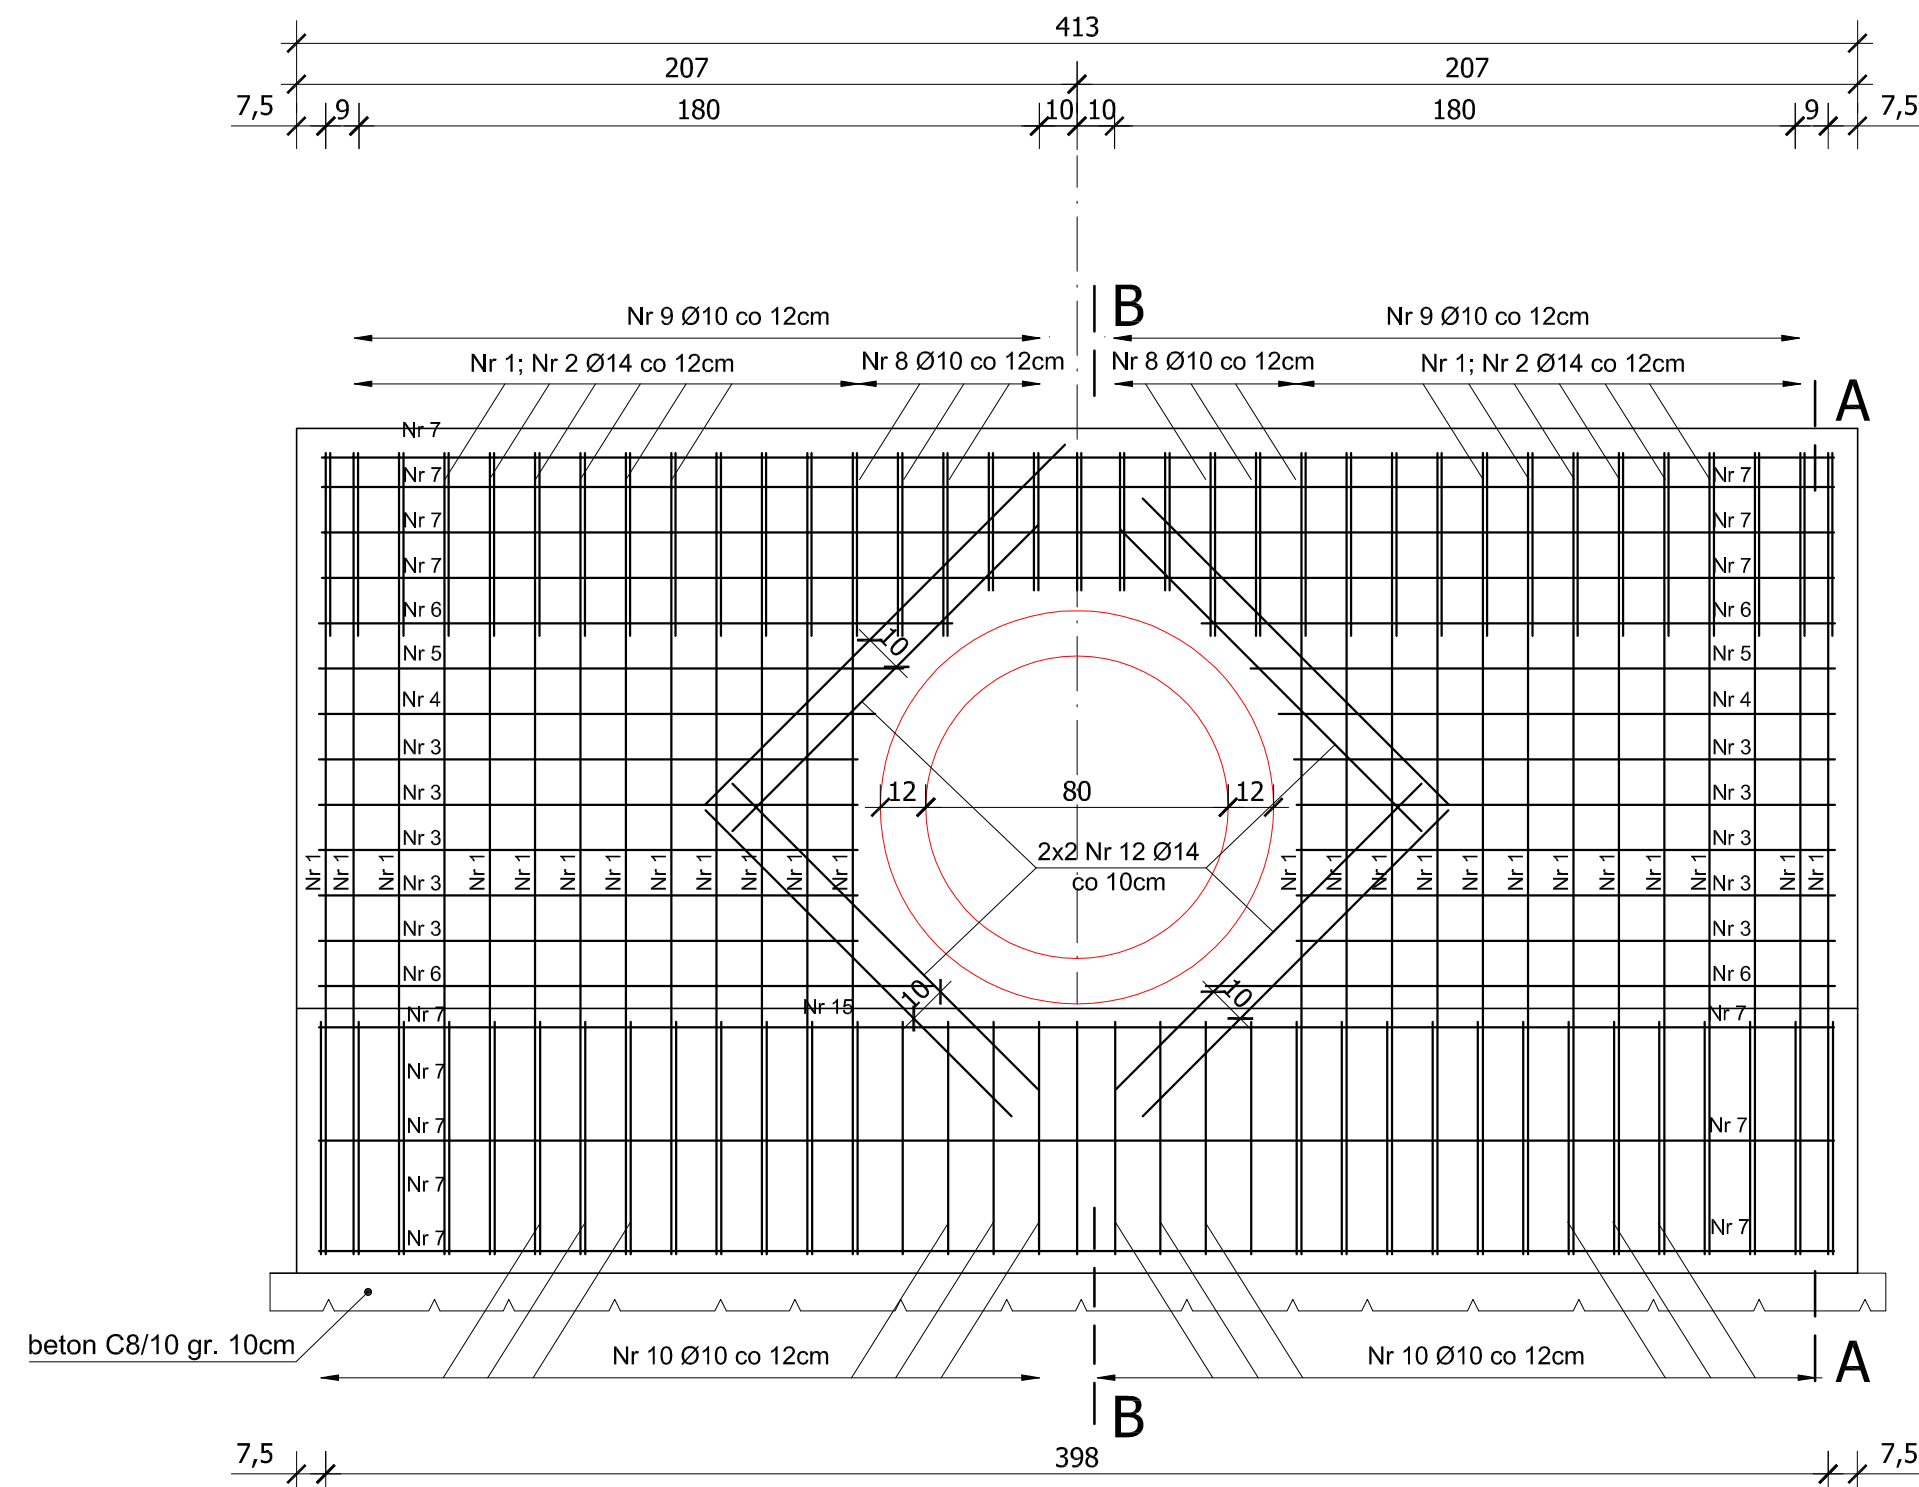 413
207 207
7,5 9 180 10 10 180 9 7,5
B
Nr 9 Ø10 co 12cm Nr 9 Ø10 co 12cm
Nr 1; Nr 2 Ø14 co 12cm Nr 8 Ø10 co 12cm Nr 8 Ø10 co 12cm Nr 1; Nr 2 Ø14 co 12cm
A
Nr 7
Nr 7 Nr 7
Nr 7 Nr 7
Nr 7 Nr 7
Nr 6 Nr 6
10
Nr 5 Nr 5
Nr 4 Nr 4
Nr 3 Nr 3
Nr 3 12 80 12 Nr 3
Nr 3 Nr 3
2x2 Nr 12 Ø14
co 10cm
Nr 1 Nr 1 Nr 1 Nr 1 Nr 1 Nr 1 Nr 1 Nr 1 Nr 1 Nr 1 Nr 1 Nr 1 Nr 1 Nr 1 Nr 1 Nr 1 Nr 1 Nr 1 Nr 1 Nr 1 Nr 1 Nr 1 Nr 1 Nr 1
Nr 3 Nr 3
Nr 3 Nr 3
Nr 6 Nr 6
10 10
Nr 15
Nr 7 Nr 7
Nr 7
Nr 7 Nr 7
Nr 7
Nr 7 Nr 7
beton C8/10 gr. 10cm
Nr 10 Ø10 co 12cm Nr 10 Ø10 co 12cm
A
B
7,5 398 7,5